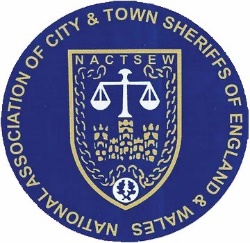 NATIONAL ASSOCIATION OF CITY & TOWN SHERIFFS OF ENGLAND & WALES
NACTSEW